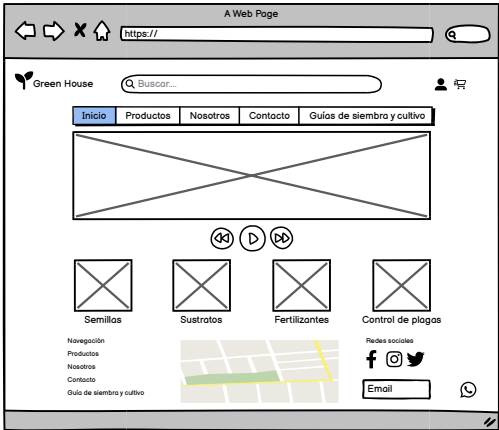 A Web Page
https://
Green House
Buscar....
Inicio Productos Nosotros Contacto Guías de siembra y cultivo
Semillas Sustratos Fertilizantes Control de plagas
Navegación
Productos
Nosotros
Contacto
Guia de siembra y cultivo
Redes sociales
Email